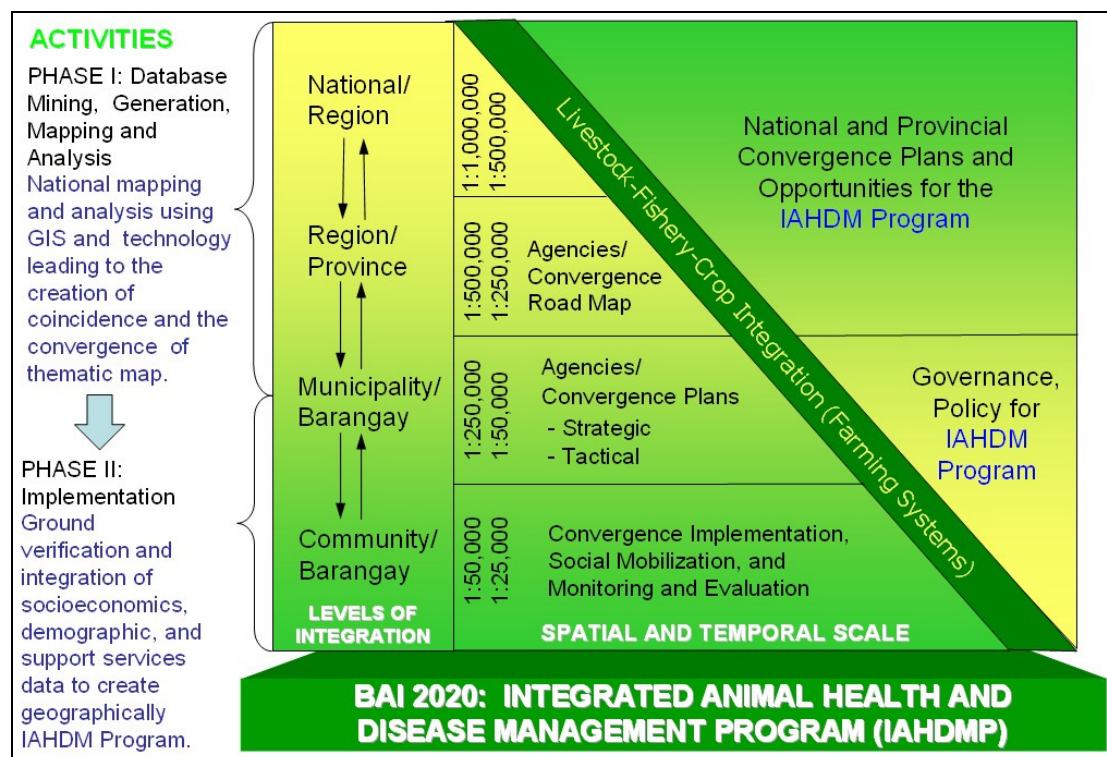 ACTIVITIES
PHASE I: Database
Mining, Generation,
Mapping and
Analysis
National mapping
and analysis using
GIS and technology
leading to the
creation of
coincidence and the
convergence of
thematic map.
PHASE II:
Implementation
Ground
verification and
integration of
socioeconomics,
demographic, and
support services
data to create
geographically
IAHDM Program.
National/
Region
Region/
Province
Municipality/
Barangay
Community/
Barangay
LEVELS OF
INTEGRATION
1:1,000,000
1:500,000
1:500,000
1:250,000
Agencies/
Convergence
Road Map
1:250,000
1:50,000
Agencies/
Convergence Plans
- Strategic
- Tactical
1:50,000
1:25,000
Convergence Implementation,
Social Mobilization, and
Monitoring and Evaluation
SPATIAL AND TEMPORAL SCALE
Livestock-Fishery-Crop Integration (Farming Systems)
National and Provincial
Convergence Plans and
Opportunities for the
IAHDM Program
Governance,
Policy for
IAHDM
Program
BAI 2020: INTEGRATED ANIMAL HEALTH AND
DISEASE MANAGEMENT PROGRAM (IAHDMP)